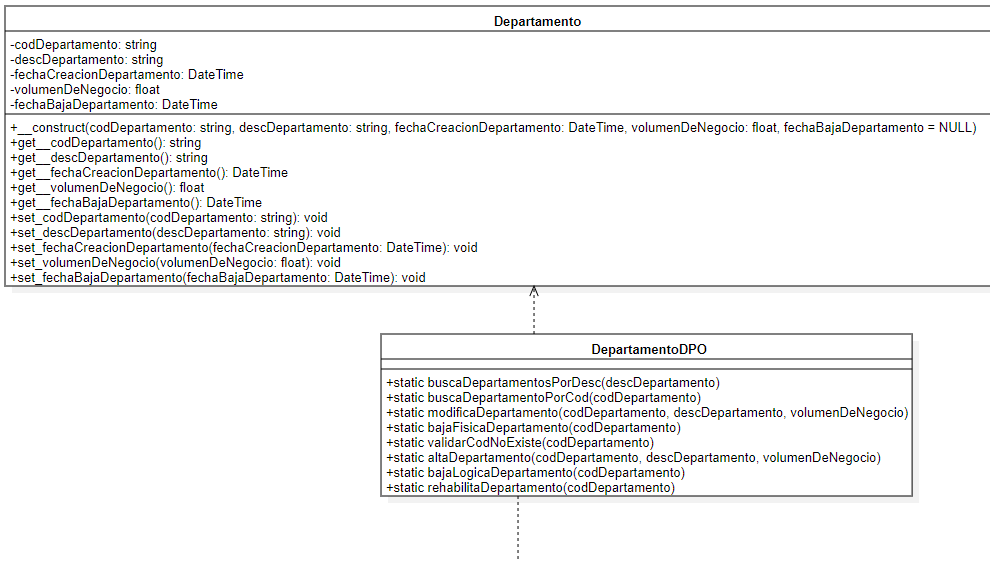 Departamento
-codDepartamento: string
-descDepartamento: string
-fechaCreacionDepartamento: DateTime
-volumenDeNegocio: float
-fechaBajaDepartamento: DateTime
+__construct(codDepartamento: string, descDepartamento: string, fechaCreacionDepartamento: DateTime, volumenDeNegocio: float, fechaBajaDepartamento = NULL)
+get__codDepartamento(): string
+get__descDepartamento(): string
+get__fechaCreacionDepartamento(): DateTime
+get__volumenDeNegocio(): float
+get__fechaBajaDepartamento(): DateTime
+set_codDepartamento(codDepartamento: string): void
+set_descDepartamento(descDepartamento: string): void
+set_fechaCreacionDepartamento(fechaCreacionDepartamento: DateTime): void
+set_volumenDeNegocio(volumenDeNegocio: float): void
+set_fechaBajaDepartamento(fechaBajaDepartamento: DateTime): void
DepartamentoDPO
+static buscaDepartamentosPorDesc(descDepartamento)
+static buscaDepartamentoPorCod(codDepartamento)
+static modificaDepartamento(codDepartamento, descDepartamento, volumenDeNegocio)
+static bajaFisicaDepartamento(codDepartamento)
+static validarCodNoExiste(codDepartamento)
+static altaDepartamento(codDepartamento, descDepartamento, volumenDeNegocio)
+static bajaLogicaDepartamento(codDepartamento)
+static rehabilitaDepartamento(codDepartamento)